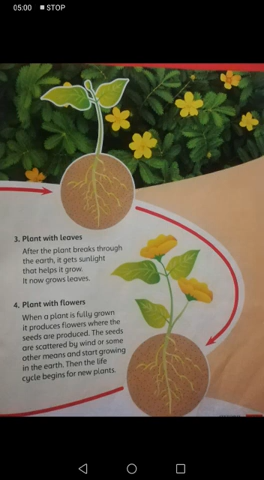 05:00 ■ STOP
3. Plant with leaves
After the plant breaks through
the earth, it gets sunlight
that helps it grow.
It now grows leaves.
4. Plant with flowers
When a plant is fully grown
it produces flowers where the
seeds are produced. The seeds
are scattered by wind or some
other means and start growing
in the earth. Then the life
cycle begins for new plants.